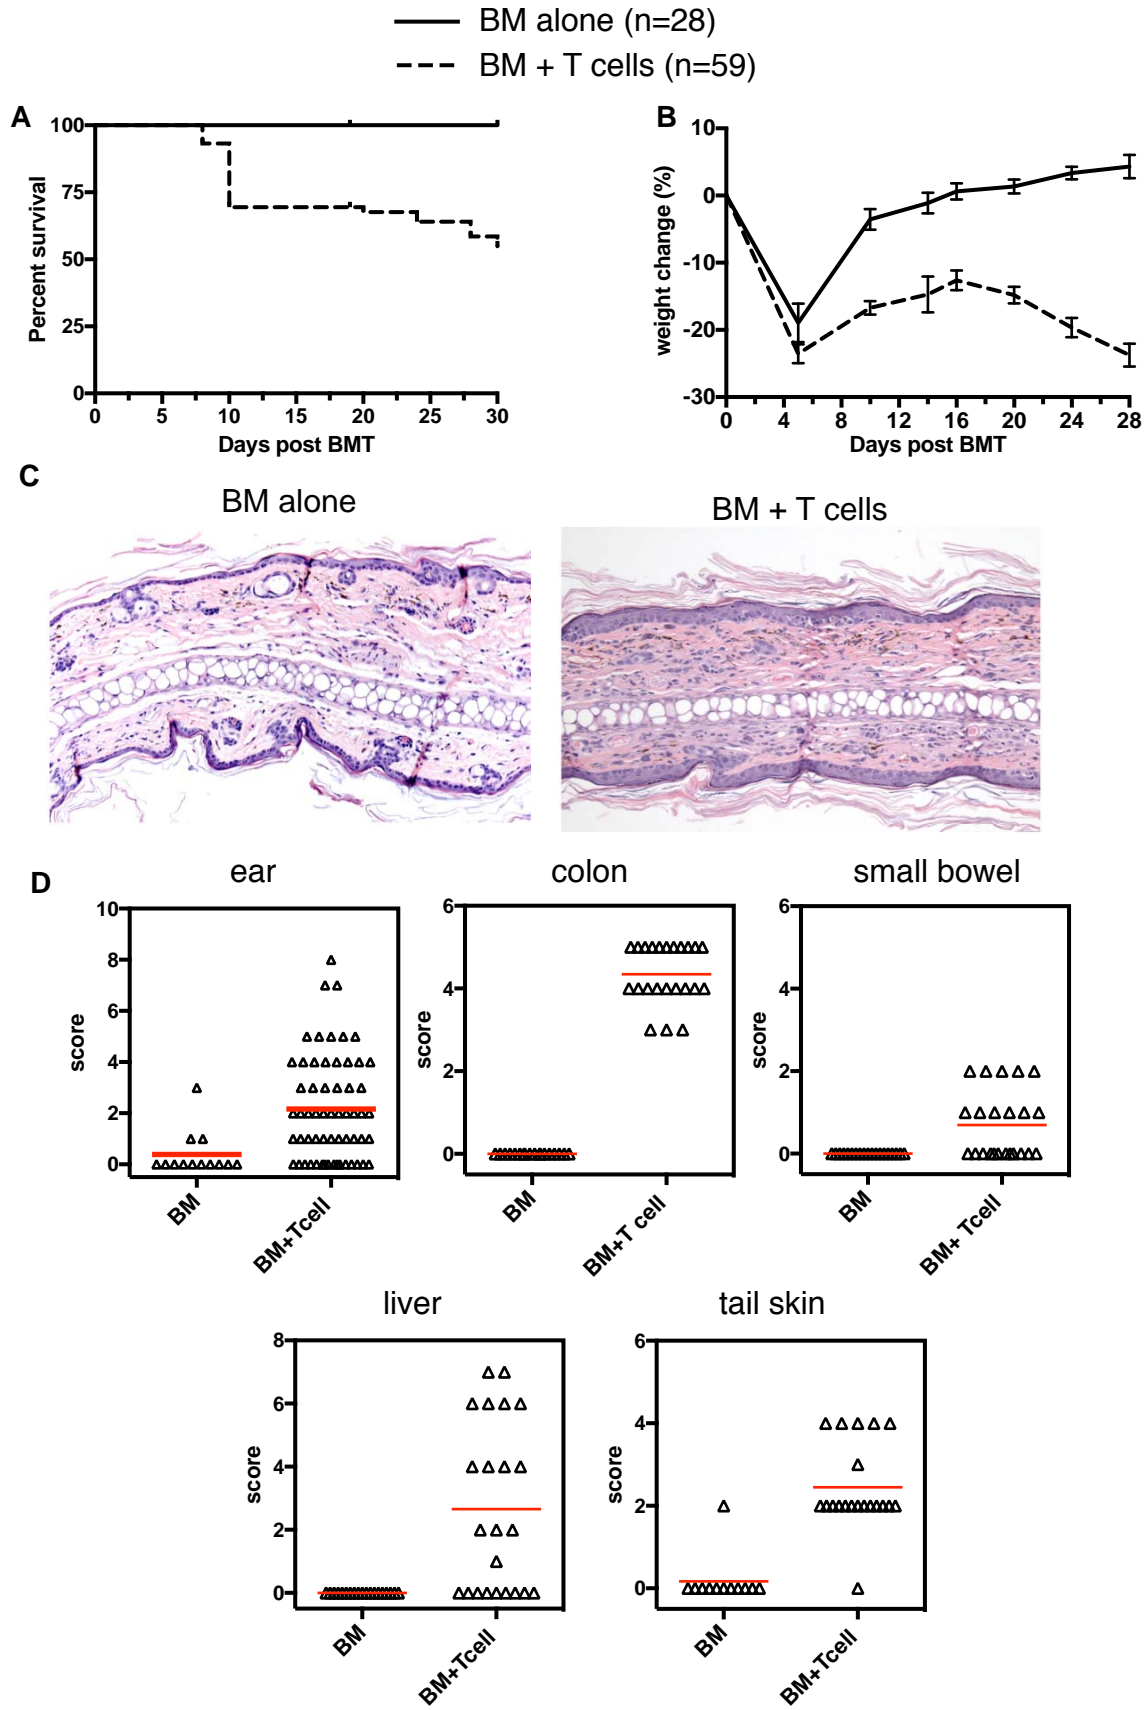 BM alone (n=28)
BM + T cells (n=59)
A
100
75
50
25
0
Percent survival
0 5 10 15 20 25 30
Days post BMT
B
10
0
-10
-20
-30
weight change (%)
0 4 8 12 16 20 24 28
Days post BMT
C
BM alone
BM + T cells
D
ear
10
8
6
4
2
0
score
BM
BM+Tcell
colon
6
4
2
0
score
BM
BM+T cell
small bowel
6
4
2
0
score
BM
BM+ Tcell
liver
8
6
4
2
0
score
BM
BM+Tcell
tail skin
6
4
2
0
score
BM
BM+Tcell